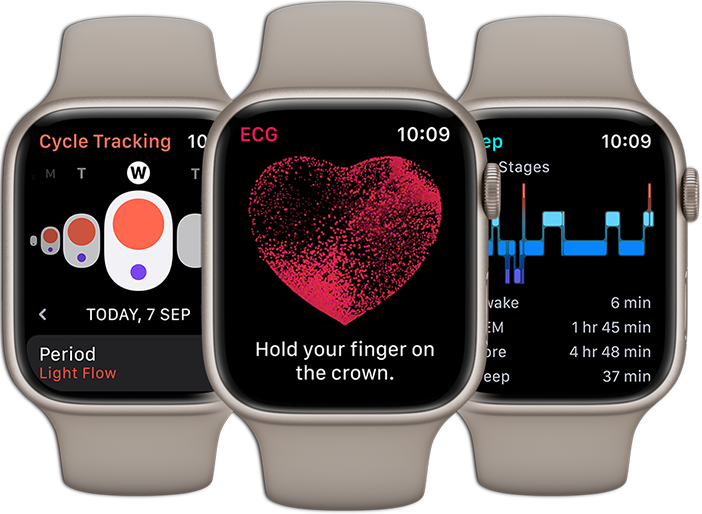 Cycle Tracking
10
M T W T
TODAY, 7 SEP
Period
Light Flow
ECG
10:09
Hold your finger on
the crown.
ep
10:09
Stages
wake 6 min
EM 1 hr 45 min
ore 4 hr 48 min
eep 37 min